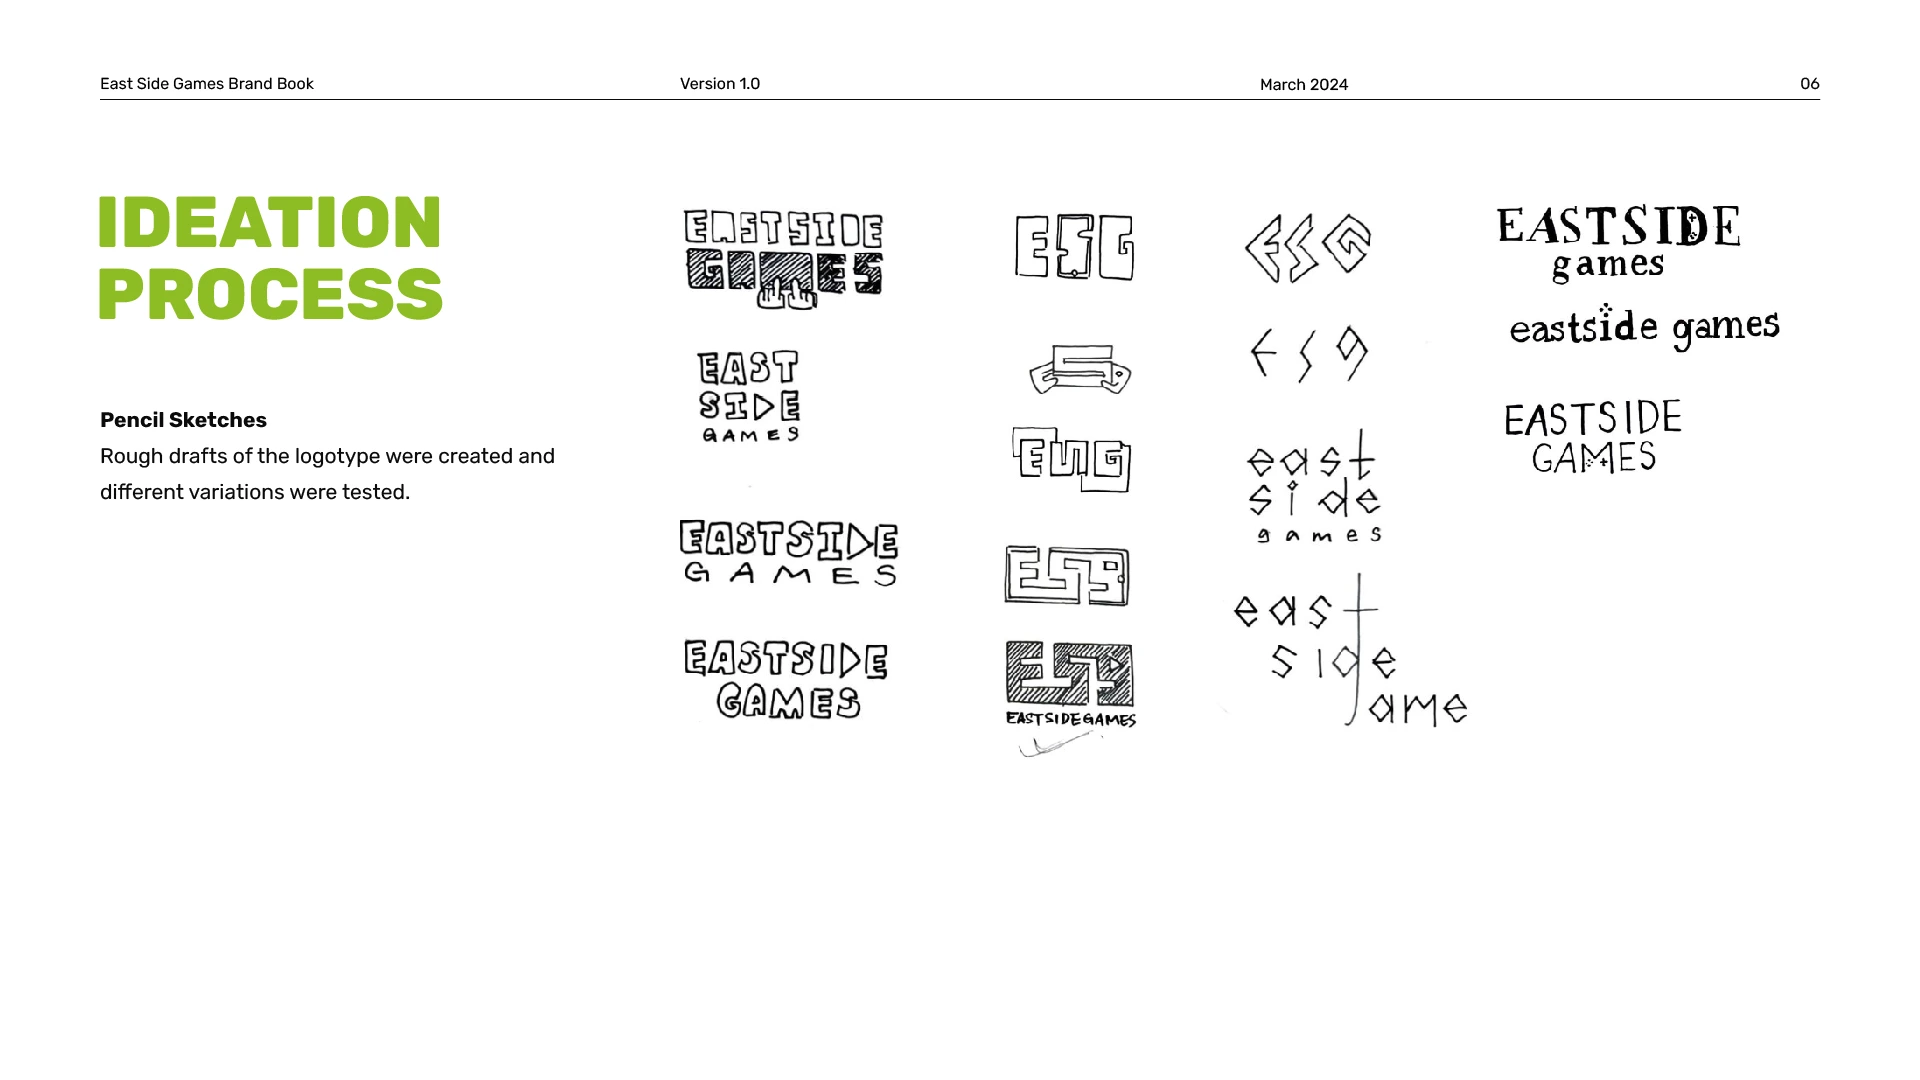 East Side Games Brand Book
Version 1.0
March 2024
06
IDEATION
PROCESS
Pencil Sketches
Rough drafts of the logotype were created and
different variations were tested.
EASTSIDE
GAMES
EAST
SIDE
GAMES
EASTSIDE
GAMES
EASTSIDE
GAMES
ESG
ESG
EASTSIDEGAMES
ESG
ESg
east
side
games
east
side
game
EASTSIDE
games
eastside games
EASTSIDE
GAMES